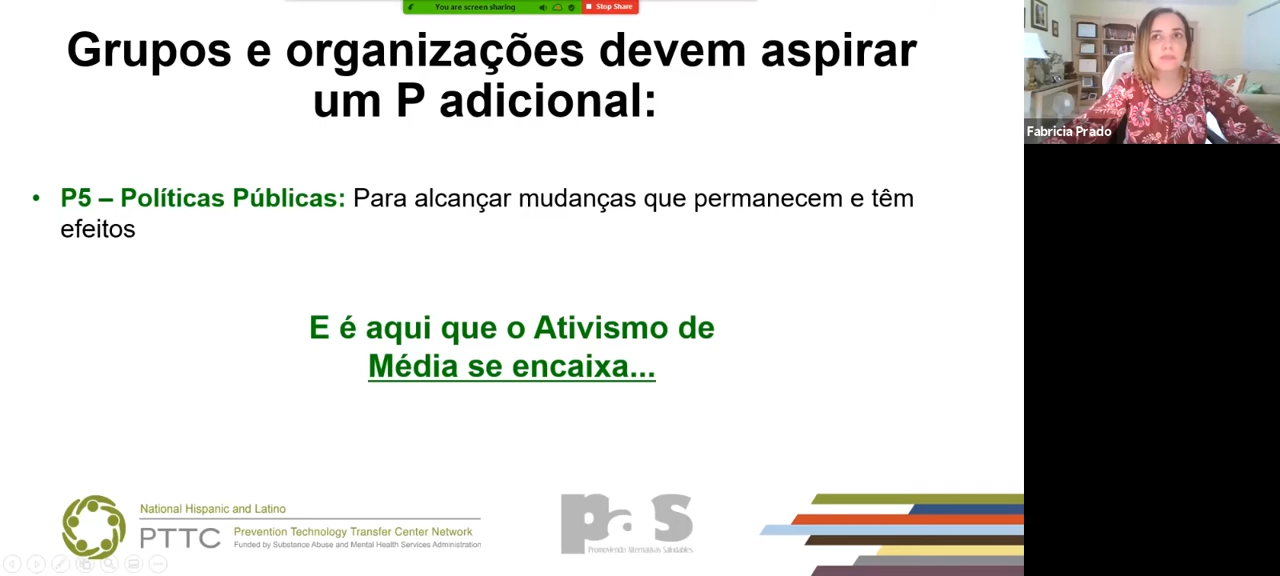 You are screen sharing
Stop Share
Grupos e organizações devem aspirar
um P adicional:
Fabricia Prado
• P5 – Políticas Públicas: Para alcançar mudanças que permanecem e têm
efeitos
E é aqui que o Ativismo de
Média se encaixa...
National Hispanic and Latino
PTTC
Prevention Technology Transfer Center Network
Funded by Substance Abuse and Mental Health Services Administration
pas
Promoviendo Alternativas Saludables